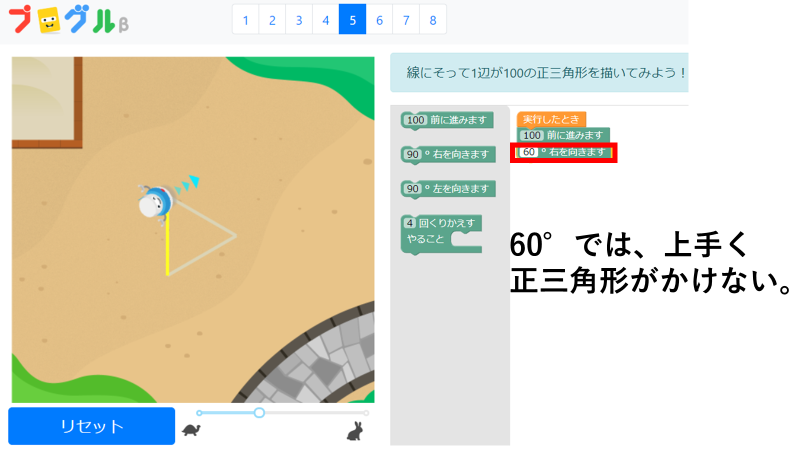 プログルβ
1 2 3 4 5 6 7 8
線にそって1辺が100の正三角形を描いてみよう！
100 前に進みます
90 ° 右を向きます
90 ° 左を向きます
4 回くりかえす
やること
実行したとき
100 前に進みます
60 ° 右を向きます
60°では、上手く
正三角形がかけない。
リセット